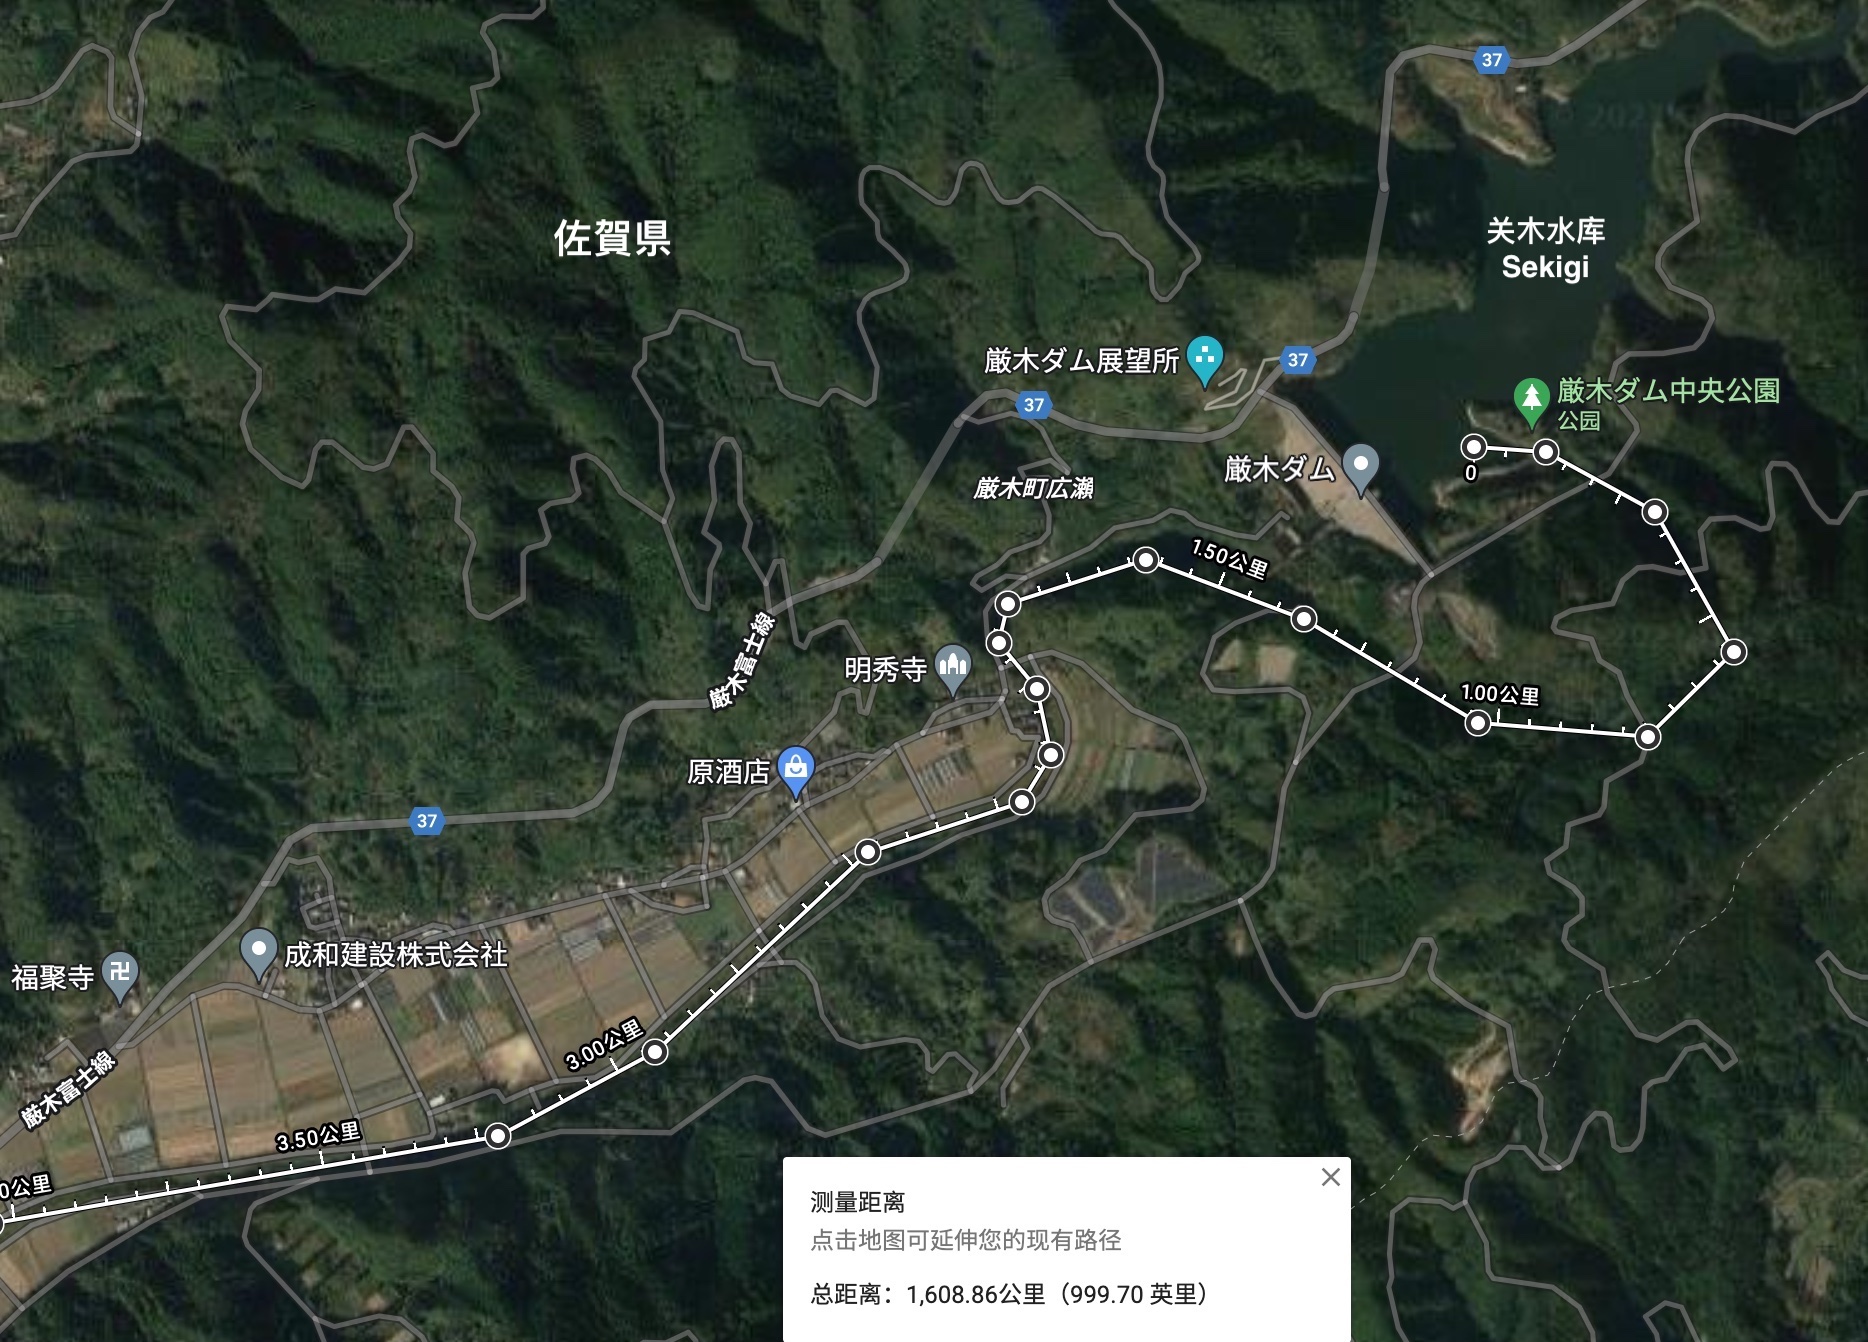 37
佐賀県
关木水库
Sekigi
厳木ダム展望所
37
37
厳木ダム中央公園
公园
0
厳木ダム
厳木町広瀬
1.50公里
厳木富士線
明秀寺
1.00公里
原酒店
37
成和建設株式会社
福聚寺
卍
3.00公里
厳木富士線
3.50公里
0公里
测量距离
点击地图可延伸您的现有路径
总距离：1,608.86公里（999.70 英里）